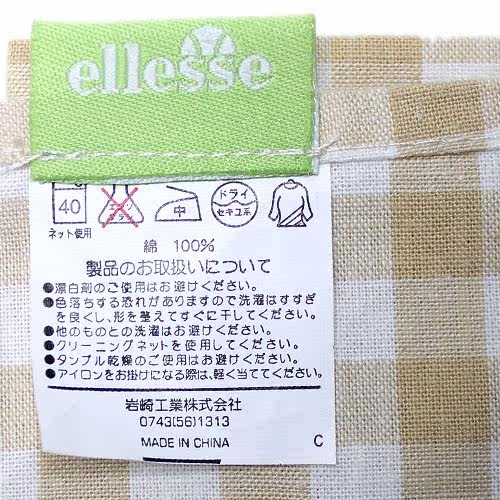 ellesse
40
エンソ サラシ
中
ドライ
セキユ系
ネット使用
綿 100%
製品のお取扱いについて
●漂白剤のご使用はお避けください。
●色落ちする恐れがありますので洗濯はすすぎ
を良くし、形を整えてすぐに干してください。
●他のものとの洗濯はお避けください。
●クリーニングネットを使用してください。
●タンブル乾燥のご使用はお避けください。
●アイロンをお掛けになる際は、軽く当ててください。
岩崎工業株式会社
0743(56)1313
MADE IN CHINA
C